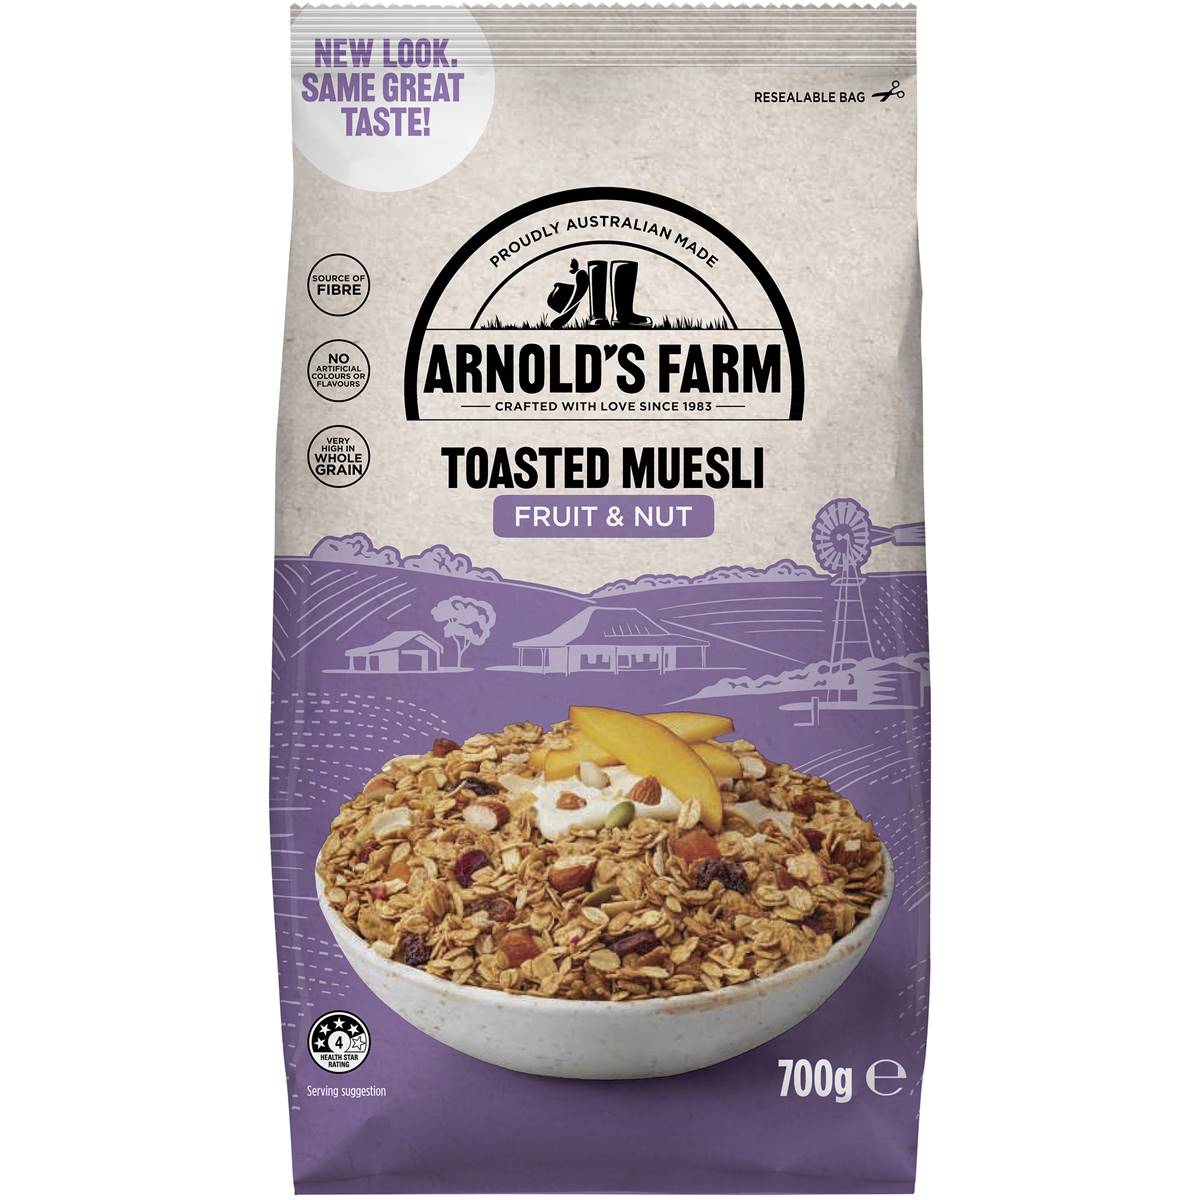 NEW LOOK.
SAME GREAT
TASTE!
RESEALABLE BAG
PROUDLY AUSTRALIAN MADE
ARNOLD'S FARM
CRAFTED WITH LOVE SINCE 1983
SOURCE OF
FIBRE
NO
ARTIFICIAL
COLOURS OR
FLAVOURS
VERY
HIGH IN
WHOLE
GRAIN
TOASTED MUESLI
FRUIT & NUT
4
HEALTH STAR
RATING
Serving suggestion
700g ℮